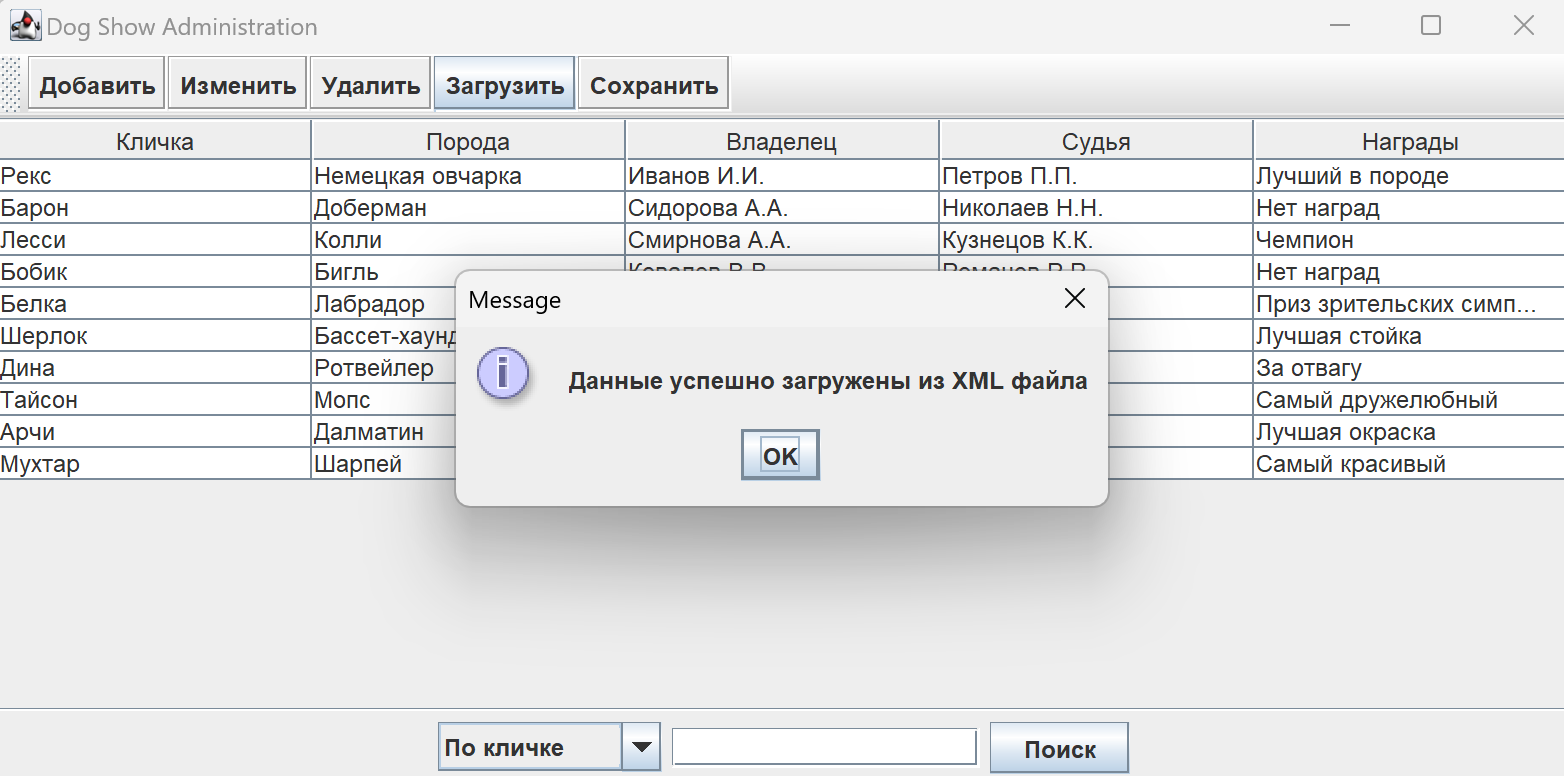 Dog Show Administration
Добавить Изменить Удалить Загрузить Сохранить
Кличка Порода Владелец Судья Награды
Рекс Немецкая овчарка Иванов И.И. Петров П.П. Лучший в породе
Барон Доберман Сидорова А.А. Николаев Н.Н. Нет наград
Лесси Колли Смирнова А.А. Кузнецов К.К. Чемпион
Бобик Бигль Нет наград
Белка Лабрадор Приз зрительских симп...
Шерлок Бассет-хаунд Лучшая стойка
Дина Ротвейлер За отвагу
Тайсон Мопс Самый дружелюбный
Арчи Далматин Лучшая окраска
Мухтар Шарпей Самый красивый
Message
Данные успешно загружены из XML файла
OK
По кличке Поиск